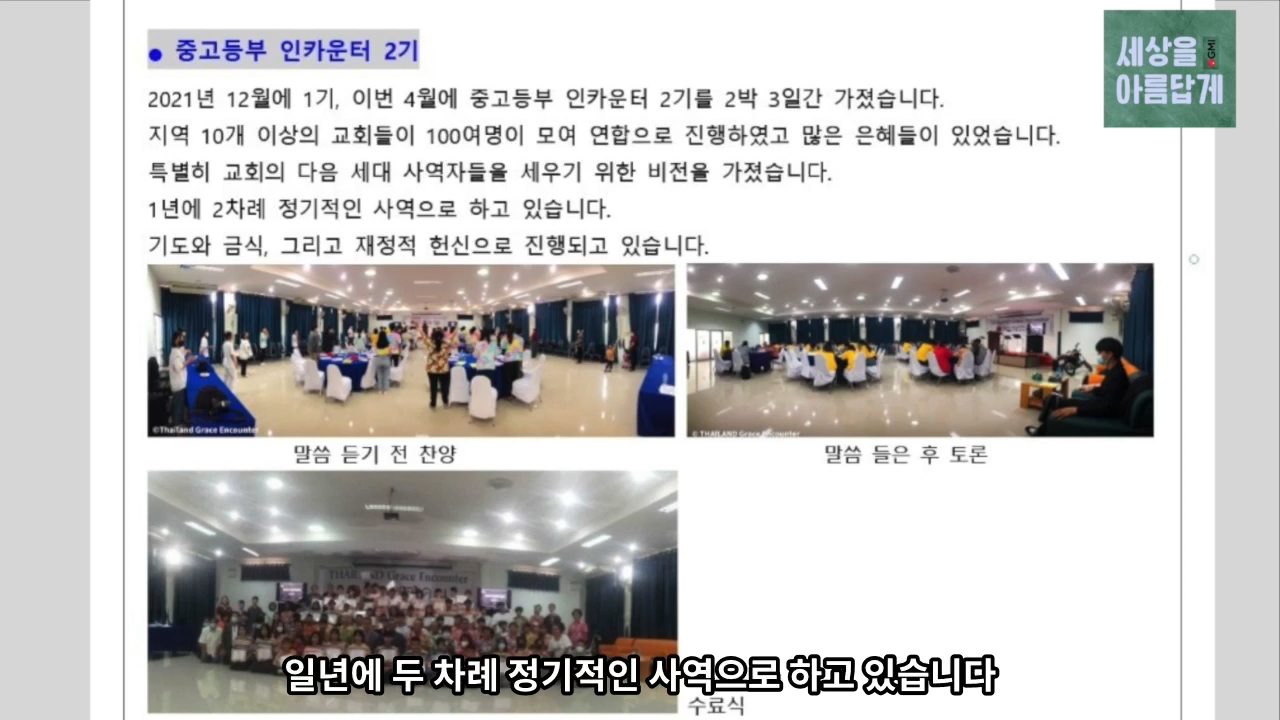 ● 중고등부 인카운터 2기
세상을
GMI
아름답게
2021년 12월에 1기, 이번 4월에 중고등부 인카운터 2기를 2박 3일간 가졌습니다.
지역 10개 이상의 교회들이 100여명이 모여 연합으로 진행하였고 많은 은혜들이 있었습니다.
특별히 교회의 다음 세대 사역자들을 세우기 위한 비전을 가졌습니다.
1년에 2차례 정기적인 사역으로 하고 있습니다.
기도와 금식, 그리고 재정적 헌신으로 진행되고 있습니다.
©Thailand Grace Encounter
© THAILAND Grace Encounter
말씀 듣기 전 찬양
말씀 들은 후 토론
THAILAND Grace Encounter
일년에 두 차례 정기적인 사역으로 하고 있습니다
수료식